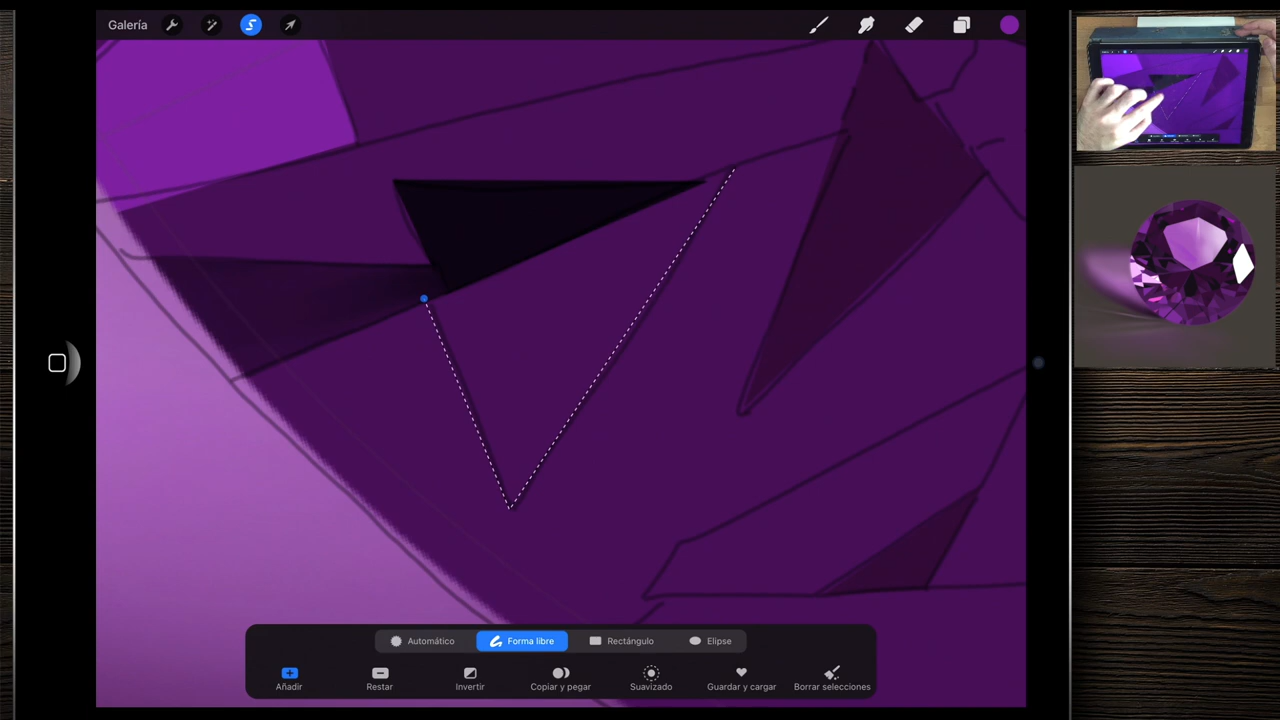 Galería
Automático
Forma libre
Rectángulo
Elipse
Añadir
Restar
Invertir
Copiar y pegar
Suavizado
Guardar y cargar
Borrar selecciones